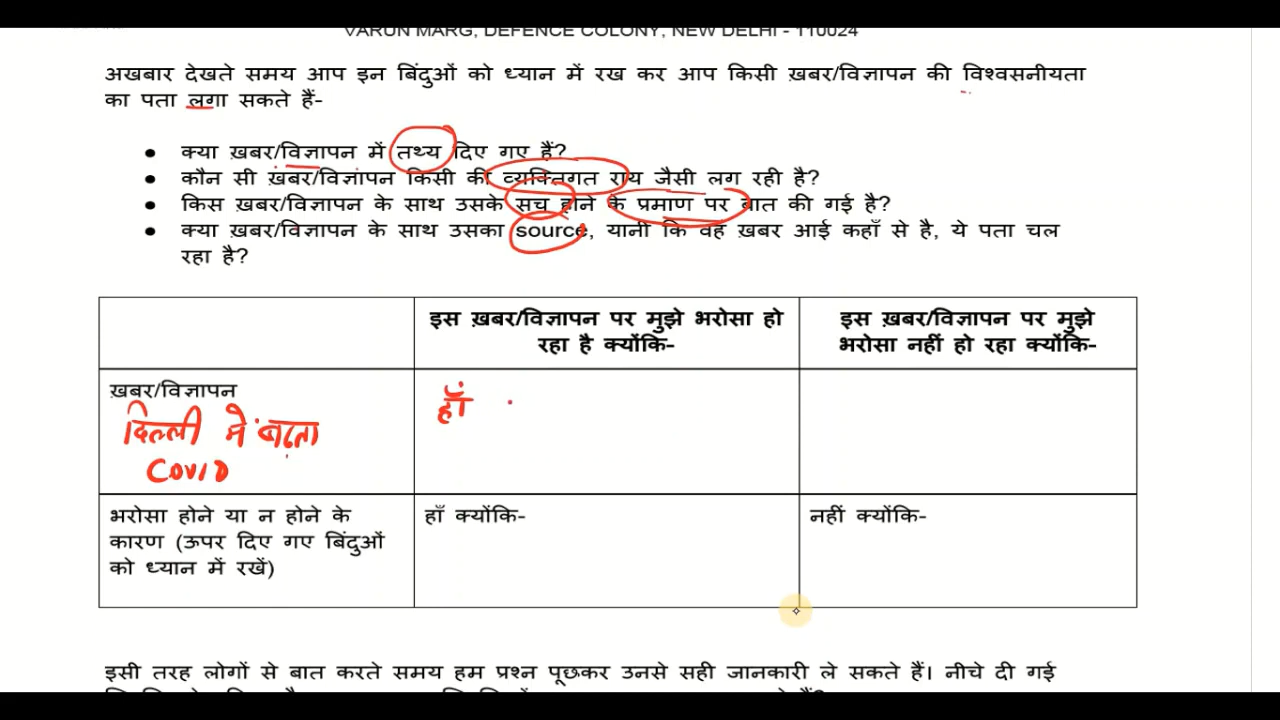 VARUN MARG, DEFENCE COLONY, NEW DELHI - 110024
अखबार देखते समय आप इन बिंदुओं को ध्यान में रख कर आप किसी ख़बर/विज्ञापन की विश्वसनीयता
का पता लगा सकते हैं-
● क्या ख़बर/विज्ञापन में तथ्य दिए गए हैं?
● कौन सी ख़बर/विज्ञापन किसी की व्यक्तिगत राय जैसी लग रही है?
● किस ख़बर/विज्ञापन के साथ उसके सच होने के प्रमाण पर बात की गई है?
● क्या ख़बर/विज्ञापन के साथ उसका source, यानी कि वह ख़बर आई कहाँ से है, ये पता चल
रहा है?
इस ख़बर/विज्ञापन पर मुझे भरोसा हो
रहा है क्योंकि-
इस ख़बर/विज्ञापन पर मुझे
भरोसा नहीं हो रहा क्योंकि-
ख़बर/विज्ञापन
दिल्ली में बढ़ता
COVID
हाँ
भरोसा होने या न होने के
कारण (ऊपर दिए गए बिंदुओं
को ध्यान में रखें)
हाँ क्योंकि-
नहीं क्योंकि-
इसी तरह लोगों से बात करते समय हम प्रश्न पूछकर उनसे सही जानकारी ले सकते हैं। नीचे दी गई